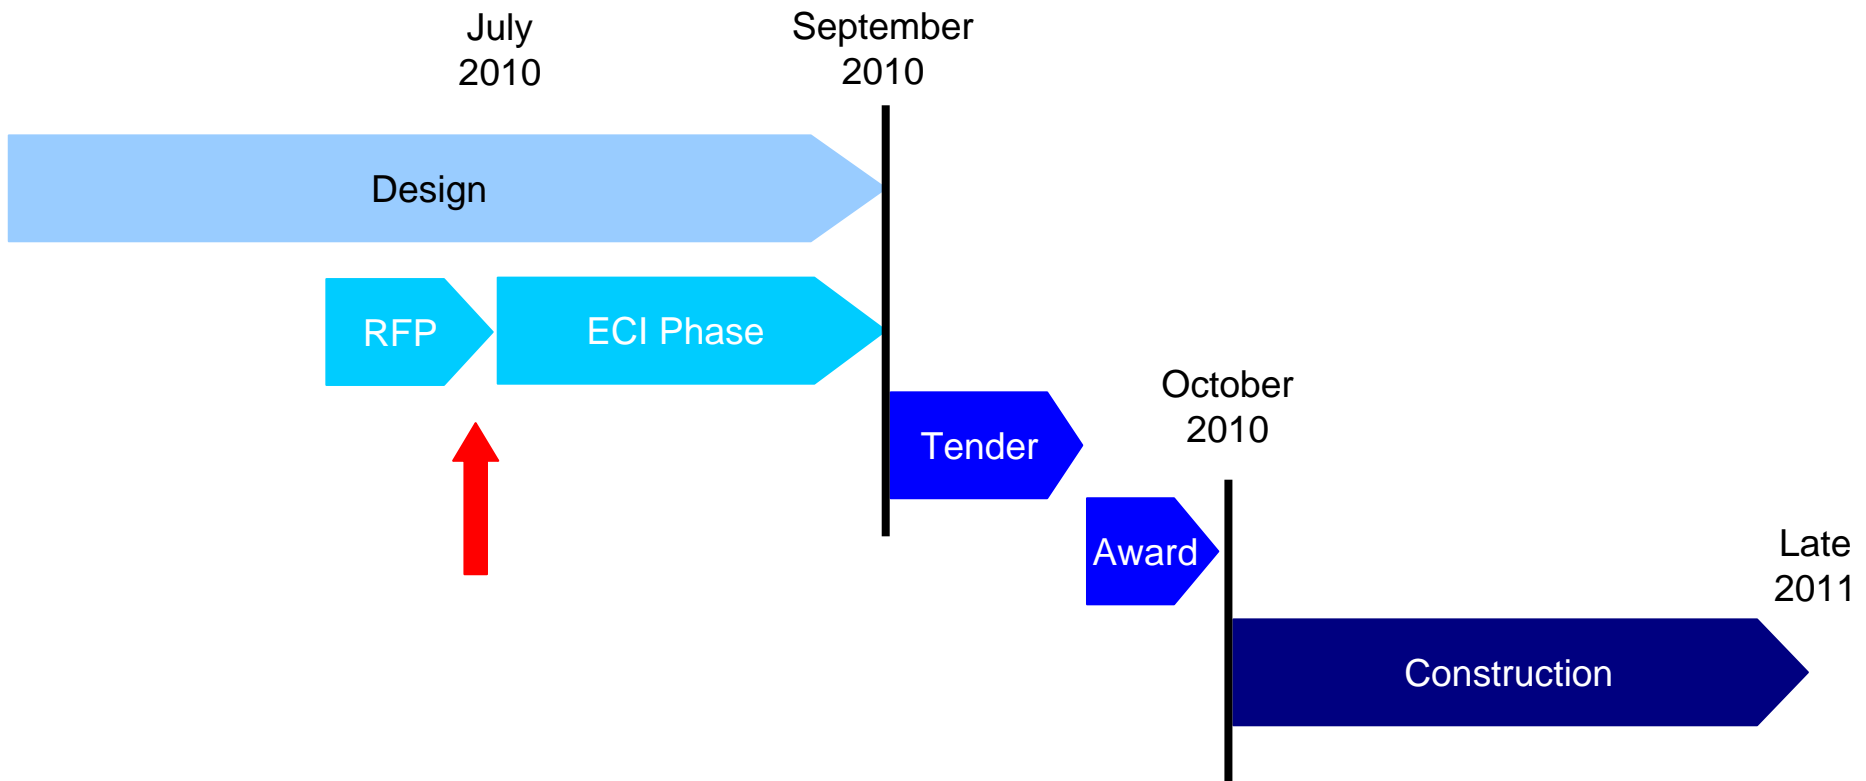 July
2010
September
2010
Design
RFP
ECI Phase
October
2010
Tender
Award
Late
2011
Construction